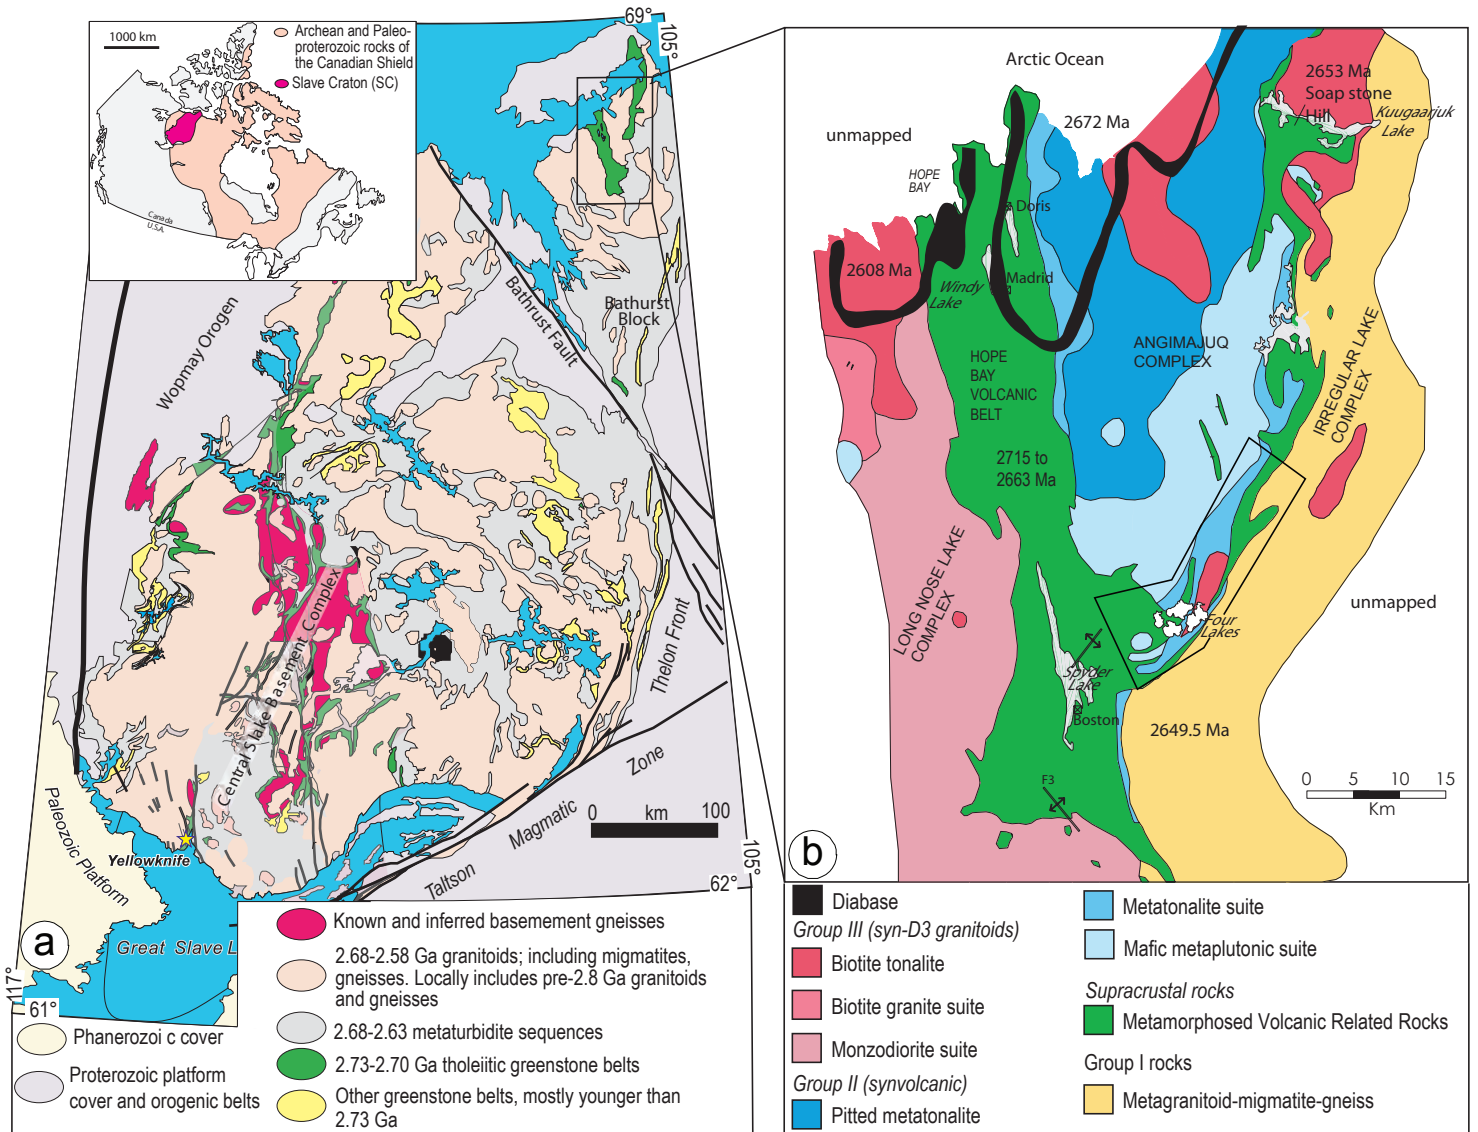 1000 km
Archean and Paleo-
proterozoic rocks of
the Canadian Shield
Slave Craton (SC)
Canada
U.S.A.
69°
105°
Wopmay Orogen
Bathrust Fault
Bathurst
Block
Central Slake Basement Complex
Thelon Front
Taltson
Magmatic
Zone
0 km 100
105°
62°
Paleozoic Platform
Yellowknife
Great Slave L
117°
61°
a
Phanerozoi c cover
Proterozoic platform
cover and orogenic belts
Known and inferred basemement gneisses
2.68-2.58 Ga granitoids; including migmatites,
gneisses. Locally includes pre-2.8 Ga granitoids
and gneisses
2.68-2.63 metaturbidite sequences
2.73-2.70 Ga tholeiitic greenstone belts
Other greenstone belts, mostly younger than
2.73 Ga
Arctic Ocean
unmapped
2672 Ma
2653 Ma
Soap stone
Hill
Kuugaarjuk
Lake
HOPE
BAY
Doris
2608 Ma
Windy
Lake
Madrid
HOPE
BAY
VOLCANIC
BELT
ANGIMAJUQ
COMPLEX
IRREGULAR LAKE
COMPLEX
2715 to
2663 Ma
LONG NOSE LAKE
COMPLEX
unmapped
Four
Lakes
Spyder
Lake
Boston
2649.5 Ma
F3
0 5 10 15
Km
b
Diabase
Group III (syn-D3 granitoids)
Biotite tonalite
Biotite granite suite
Monzodiorite suite
Group II (synvolcanic)
Pitted metatonalite
Metatonalite suite
Mafic metaplutonic suite
Supracrustal rocks
Metamorphosed Volcanic Related Rocks
Group I rocks
Metagranitoid-migmatite-gneiss